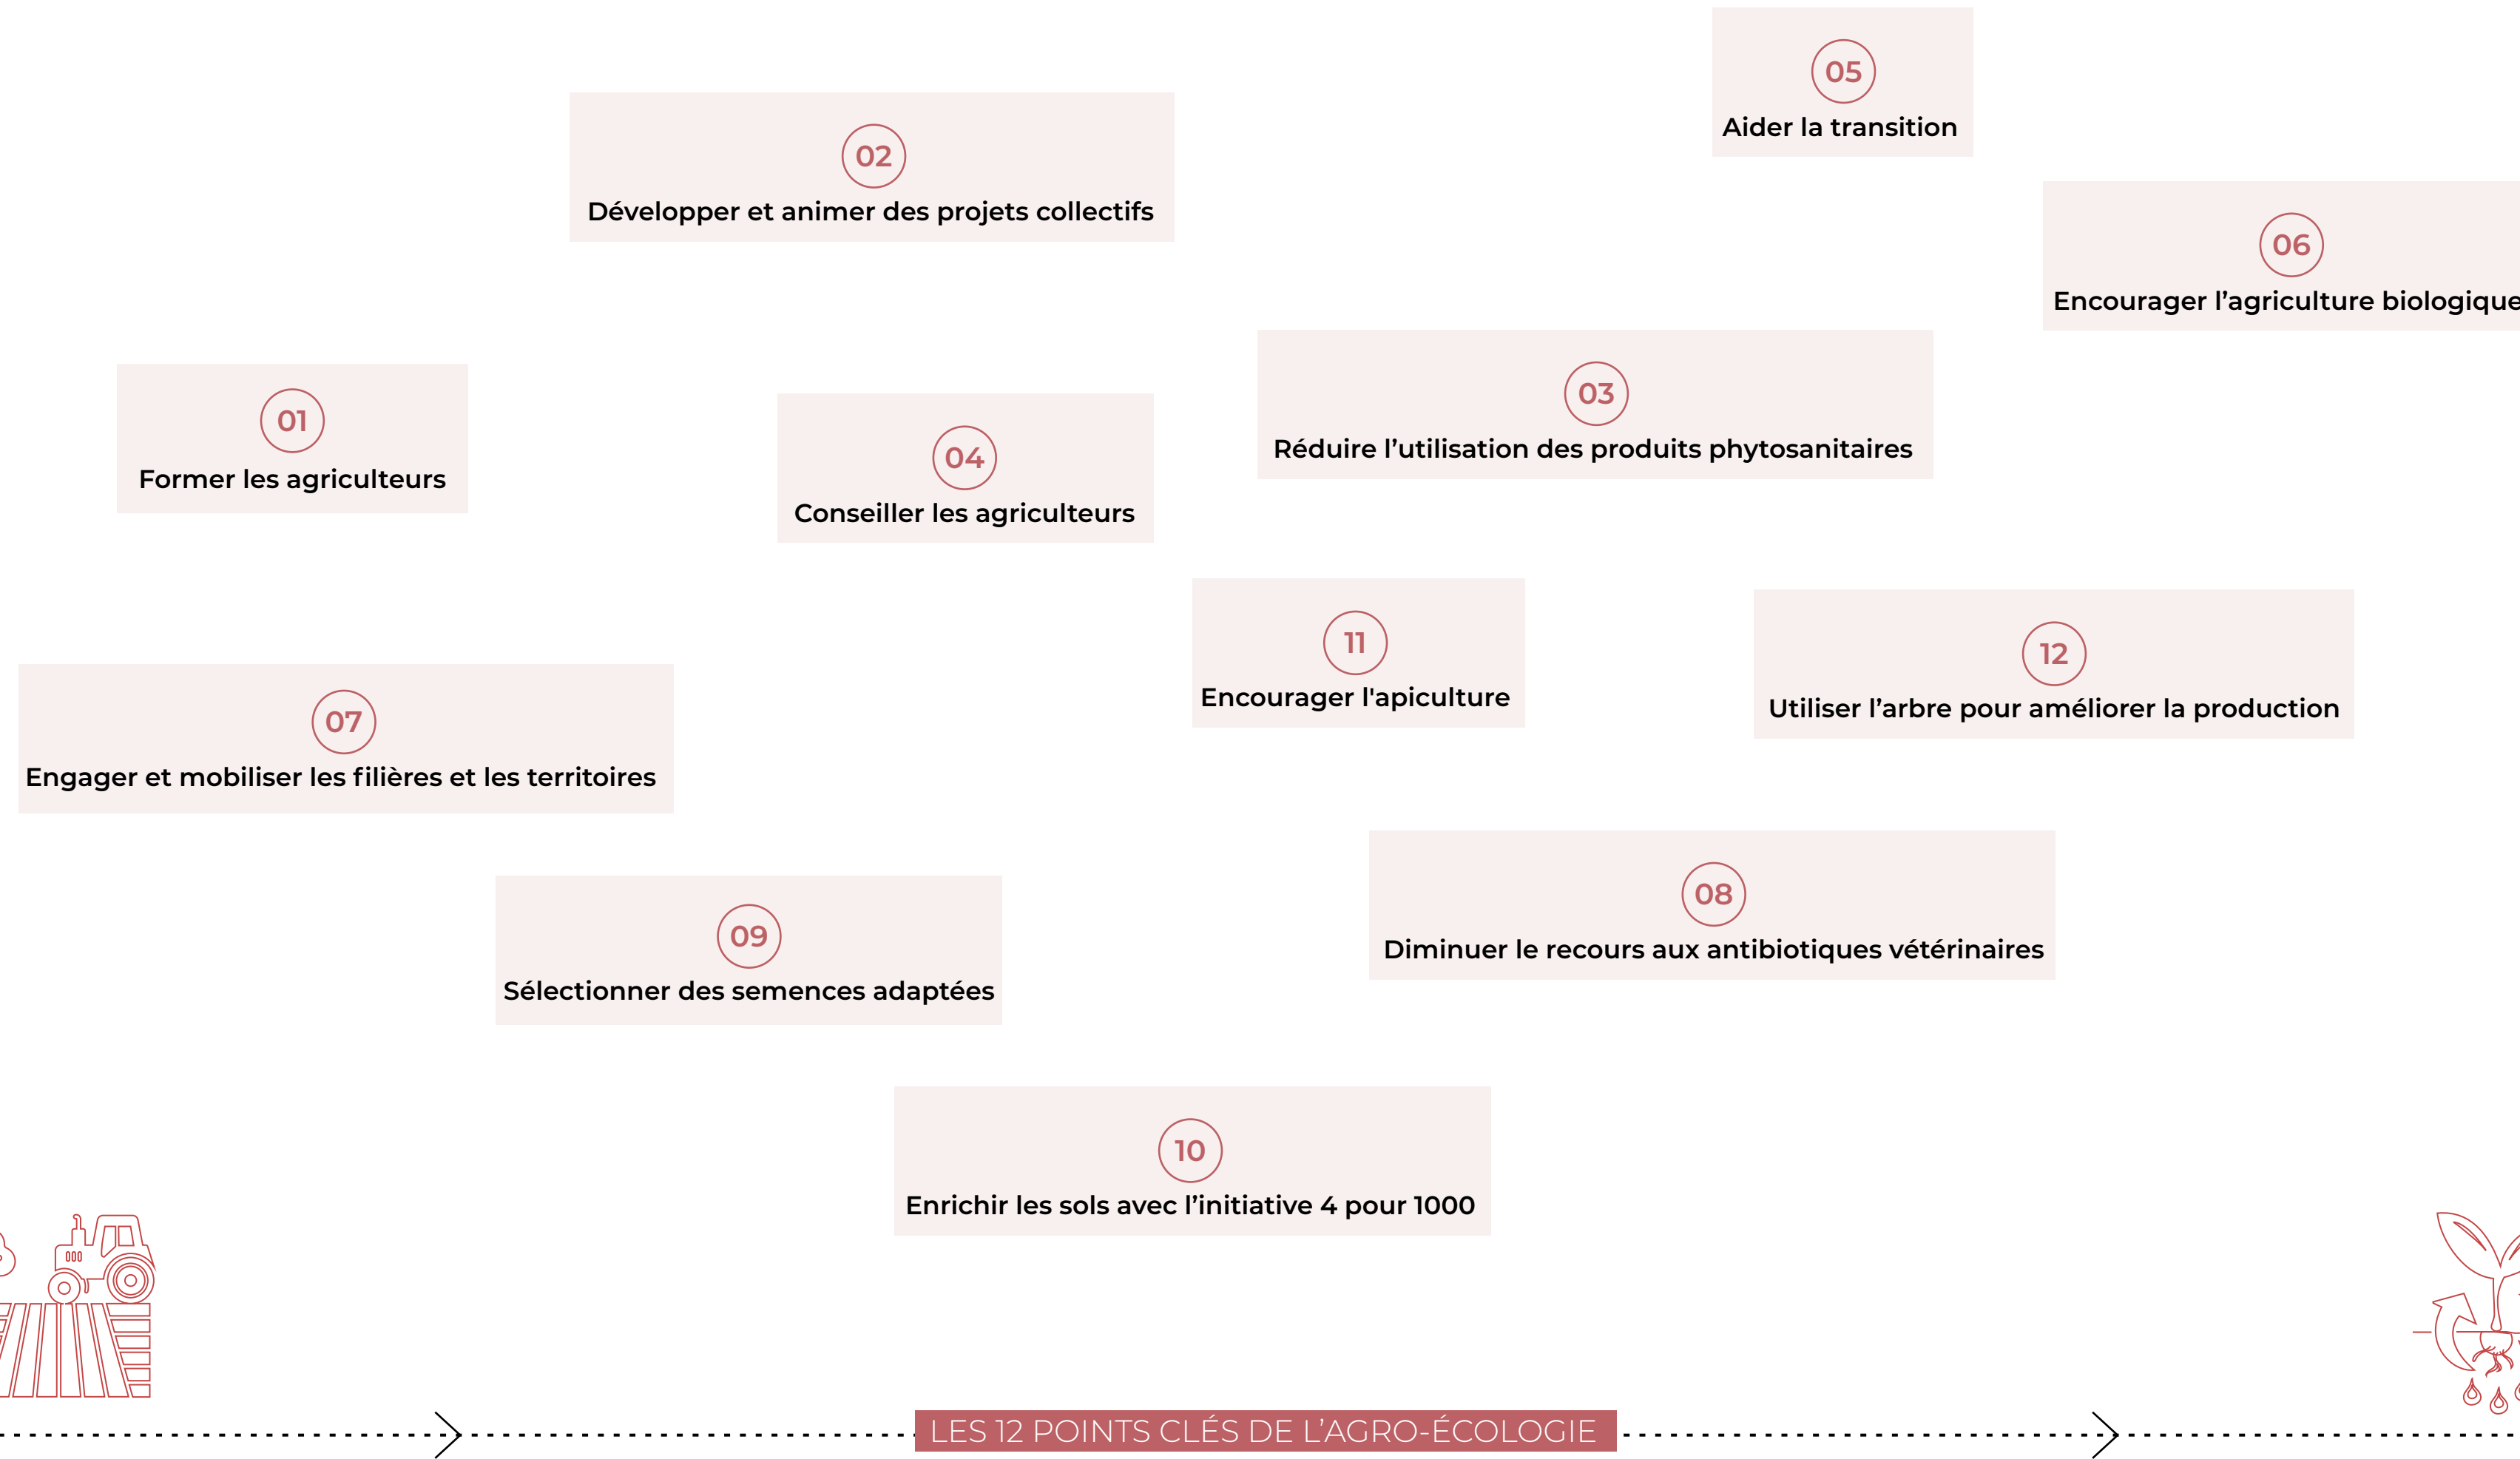 05
Aider la transition
02
Développer et animer des projets collectifs
06
Encourager l’agriculture biologique
03
Réduire l’utilisation des produits phytosanitaires
01
Former les agriculteurs
04
Conseiller les agriculteurs
11
Encourager l'apiculture
12
Utiliser l’arbre pour améliorer la production
07
Engager et mobiliser les filières et les territoires
08
Diminuer le recours aux antibiotiques vétérinaires
09
Sélectionner des semences adaptées
10
Enrichir les sols avec l’initiative 4 pour 1000
LES 12 POINTS CLÉS DE L’AGRO-ÉCOLOGIE